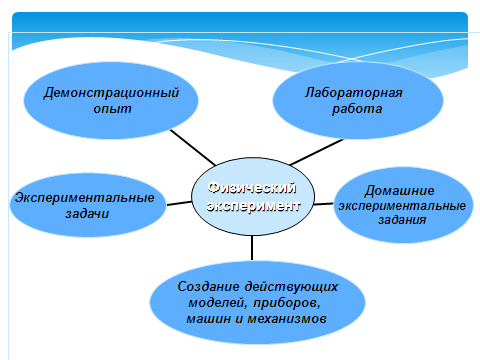 Демонстрационный
опыт
Лабораторная
работа
Физический
эксперимент
Экспериментальные
задачи
Домашние
экспериментальные
задания
Создание действующих
моделей, приборов,
машин и механизмов